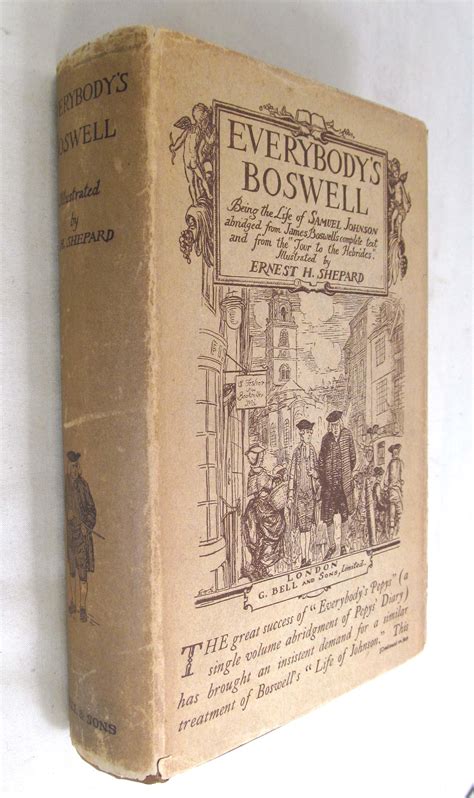 EVERYBODY'S
BOSWELL
Illustrated
by
H. SHEPARD
& SONS
EVERYBODY'S
BOSWELL
Being the Life of SAMUEL JOHNSON
abridged from James Boswell's complete text
and from the "Tour to the Hebrides".
Illustrated by
ERNEST H. SHEPARD
LONDON
G. BELL AND SONS, Limited.
THE great success of "Everybody's Pepys" (a
single volume abridgment of Pepys' Diary)
has brought an insistent demand for a similar
treatment of Boswell's "Life of Johnson." This